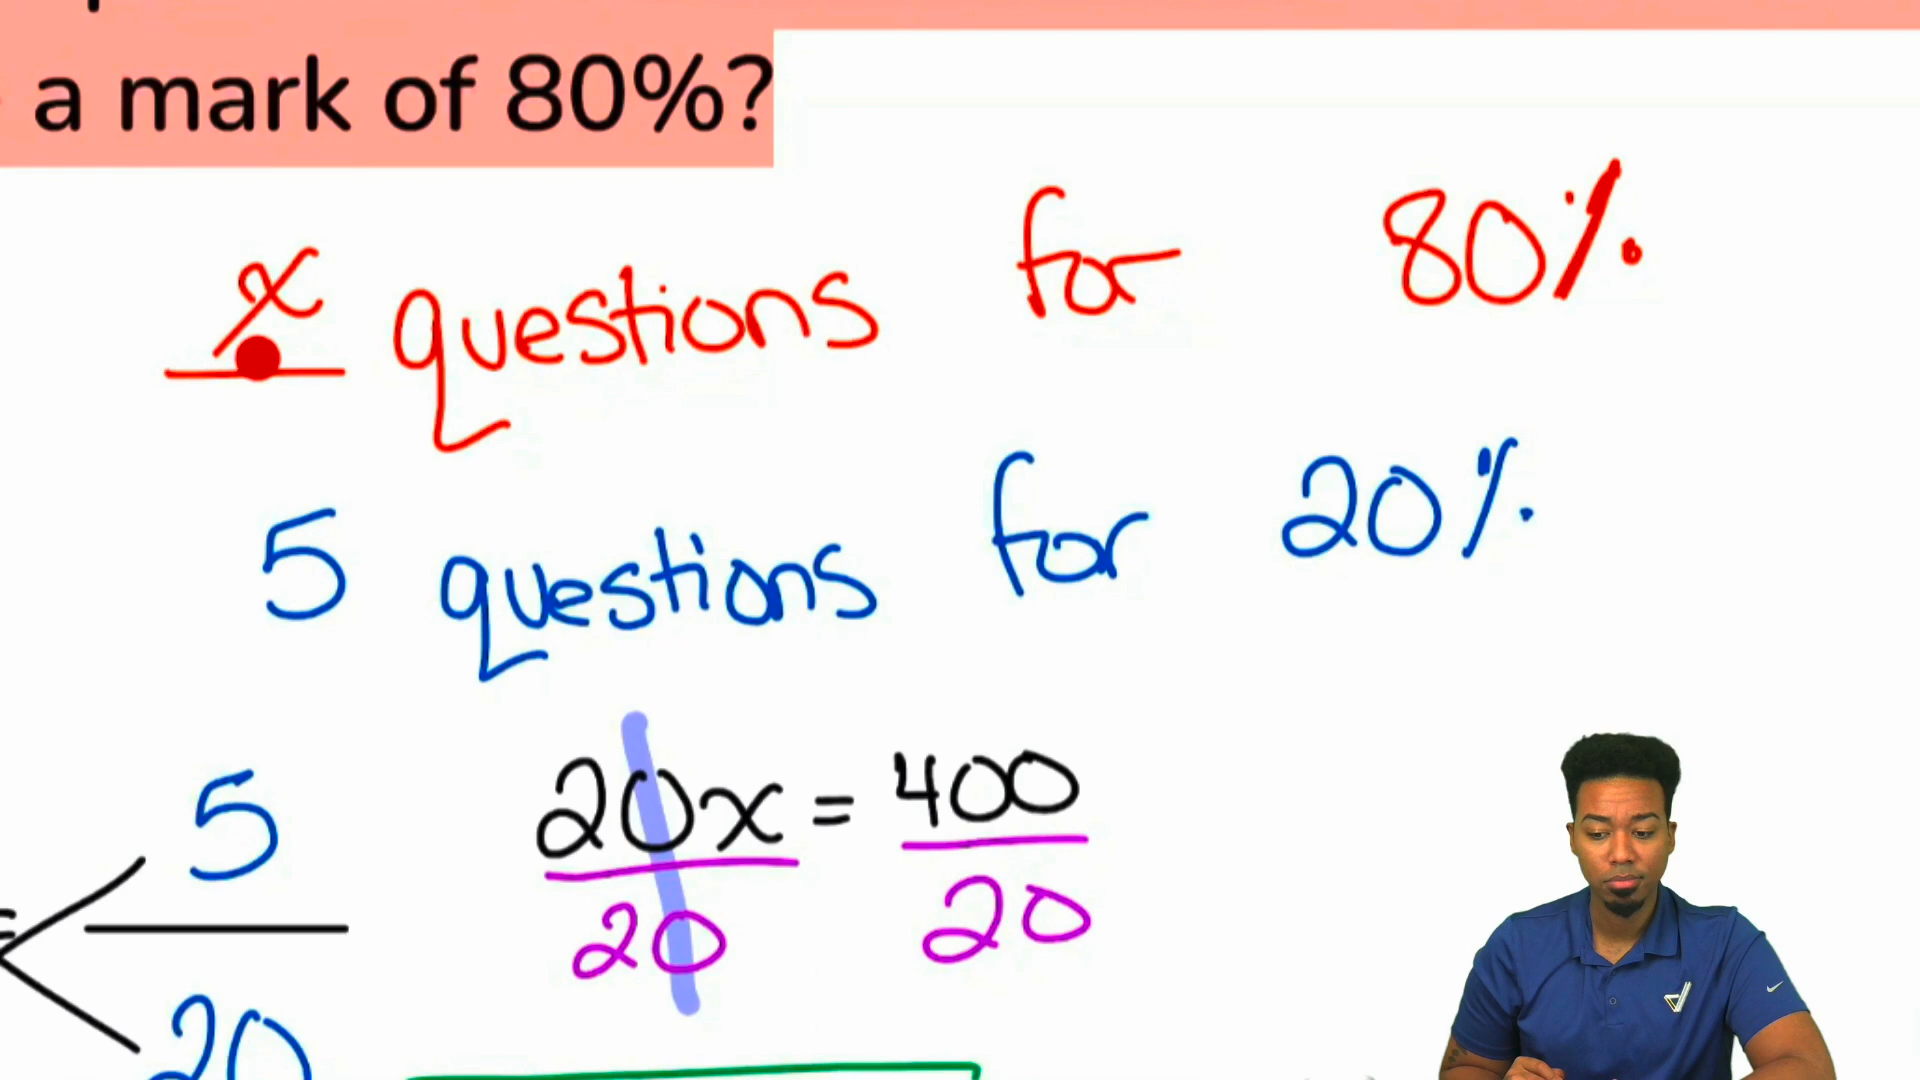 a mark of 80%?
x questions for 80%
5 questions for 20%
20x = 400
20 20
5
20